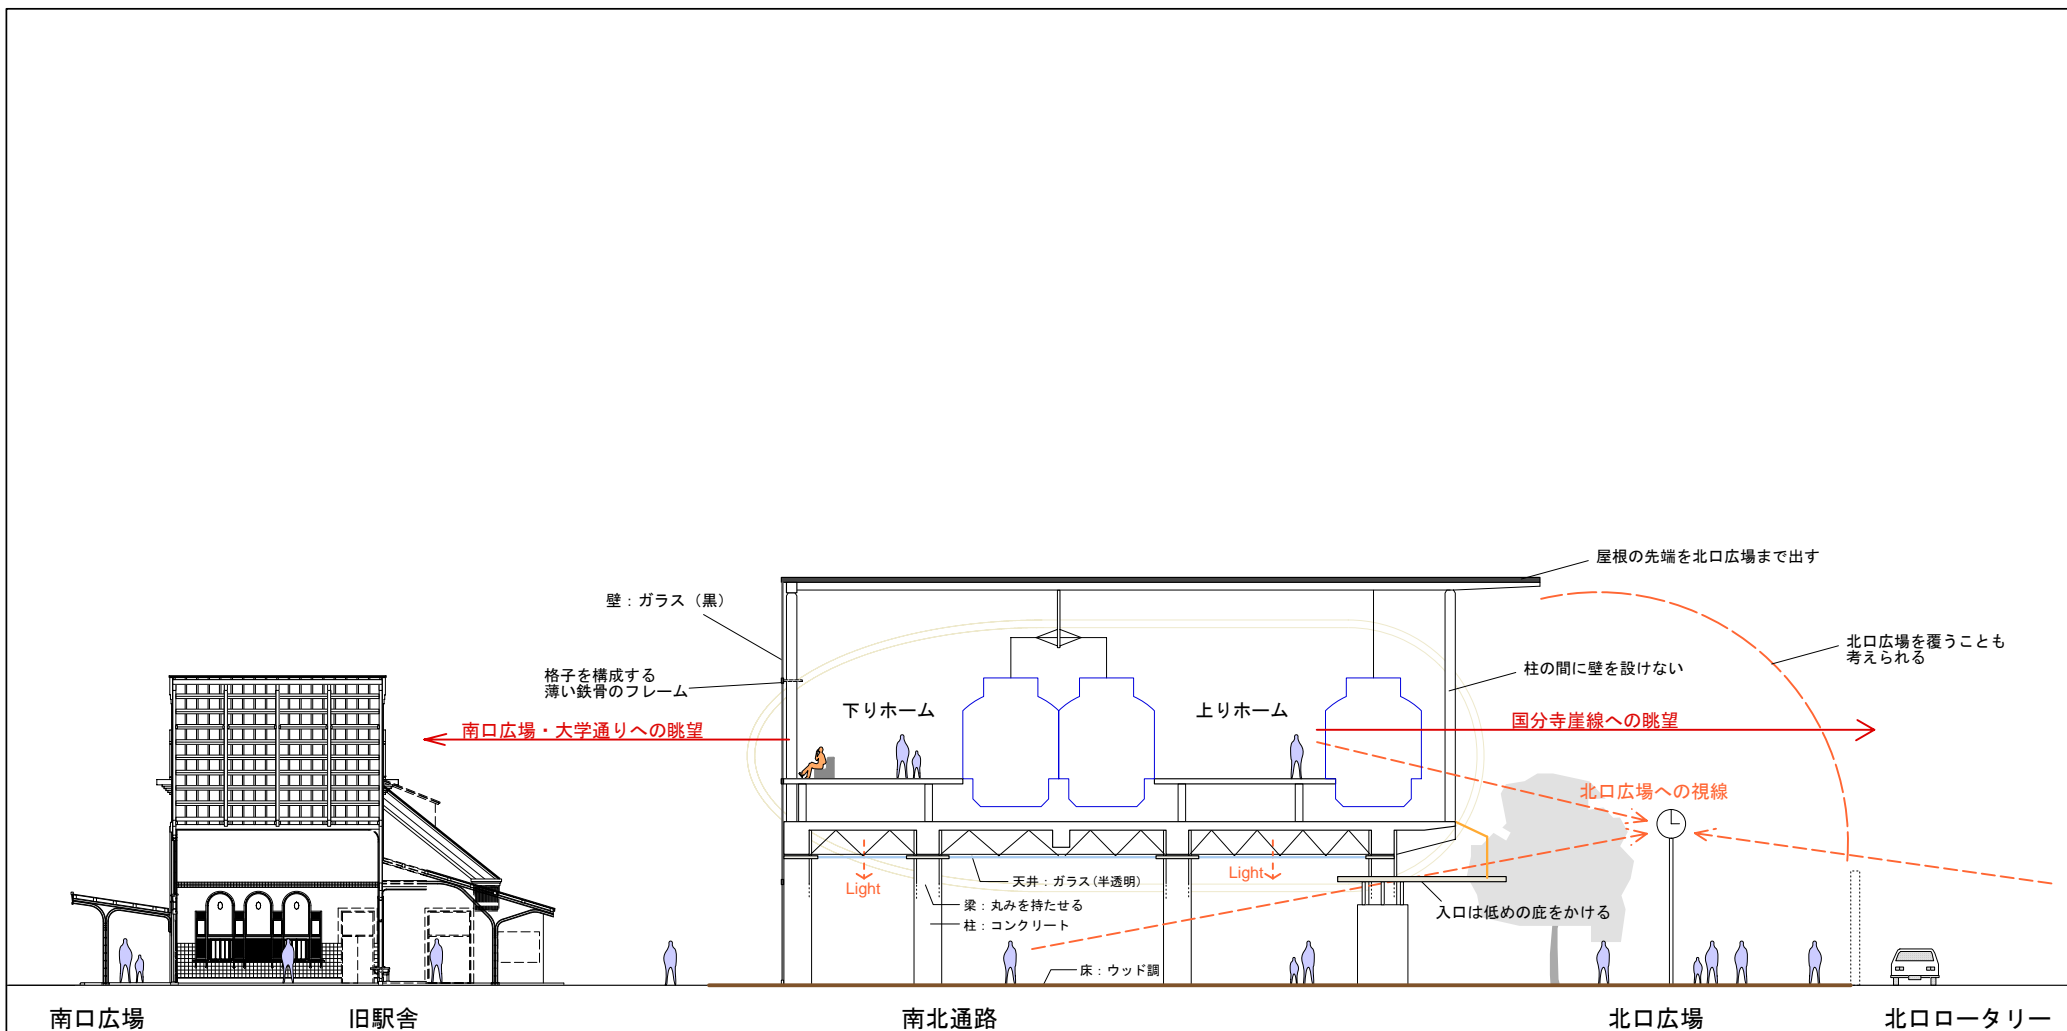 屋根の先端を北口広場まで出す
壁：ガラス（黒）
北口広場を覆うことも
考えられる
格子を構成する
薄い鉄骨のフレーム
柱の間に壁を設けない
下りホーム
上りホーム
南口広場・大学通りへの眺望
国分寺崖線への眺望
北口広場への視線
Light
Light
天井：ガラス（半透明）
梁：丸みを持たせる
柱：コンクリート
入口は低めの庇をかける
床：ウッド調
南口広場
旧駅舎
南北通路
北口広場
北口ロータリー